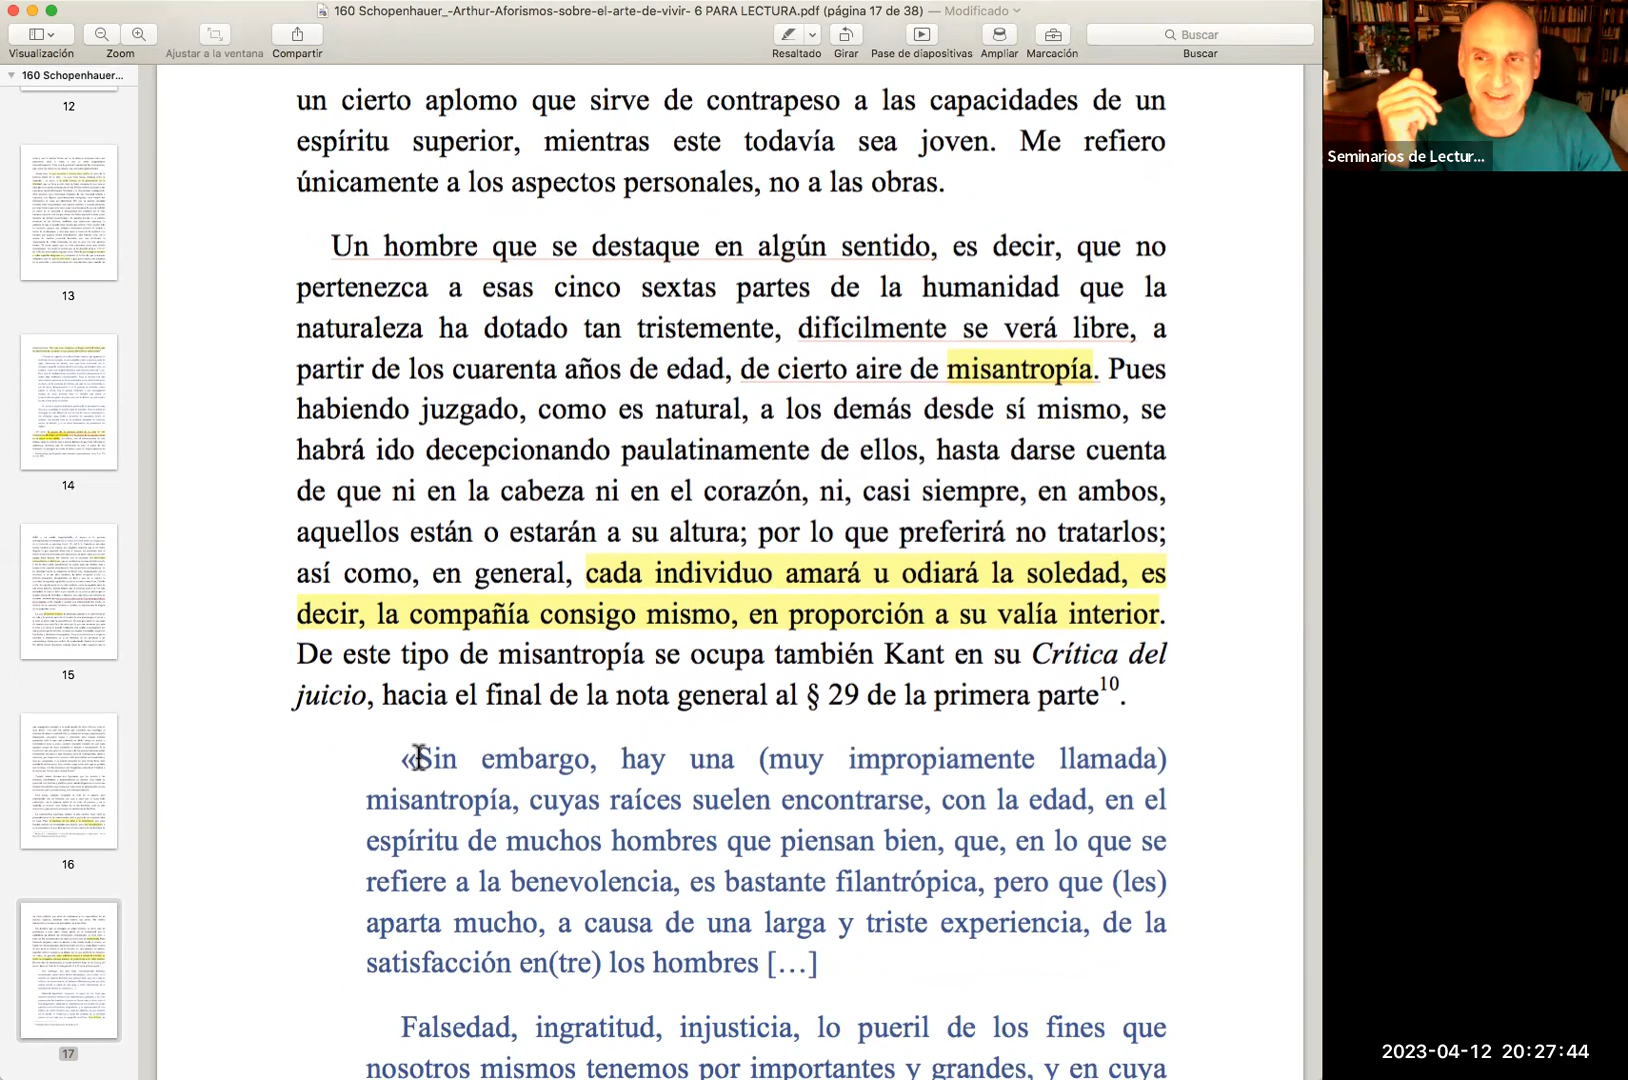 160 Schopenhauer_-Arthur-Aforismos-sobre-el-arte-de-vivir- 6 PARA LECTURA.pdf (página 17 de 38) — Modificado
Visualización
Zoom
Ajustar a la ventana
Compartir
Resaltado
Girar
Pase de diapositivas
Ampliar
Marcación
Buscar
Buscar
160 Schopenhauer...
12
13
14
15
16
17
un cierto aplomo que sirve de contrapeso a las capacidades de un
espíritu superior, mientras este todavía sea joven. Me refiero
únicamente a los aspectos personales, no a las obras.
Un hombre que se destaque en algún sentido, es decir, que no
pertenezca a esas cinco sextas partes de la humanidad que la
naturaleza ha dotado tan tristemente, difícilmente se verá libre, a
partir de los cuarenta años de edad, de cierto aire de misantropía. Pues
habiendo juzgado, como es natural, a los demás desde sí mismo, se
habrá ido decepcionando paulatinamente de ellos, hasta darse cuenta
de que ni en la cabeza ni en el corazón, ni, casi siempre, en ambos,
aquellos están o estarán a su altura; por lo que preferirá no tratarlos;
así como, en general, cada individuo amará u odiará la soledad, es
decir, la compañía consigo mismo, en proporción a su valía interior.
De este tipo de misantropía se ocupa también Kant en su Crítica del
juicio, hacia el final de la nota general al § 29 de la primera parte10.
«Sin embargo, hay una (muy impropiamente llamada)
misantropía, cuyas raíces suelen encontrarse, con la edad, en el
espíritu de muchos hombres que piensan bien, que, en lo que se
refiere a la benevolencia, es bastante filantrópica, pero que (les)
aparta mucho, a causa de una larga y triste experiencia, de la
satisfacción en(tre) los hombres […]
Falsedad, ingratitud, injusticia, lo pueril de los fines que
nosotros mismos tenemos por importantes y grandes, y en cuya
Seminarios de Lectur...
2023-04-12 20:27:44